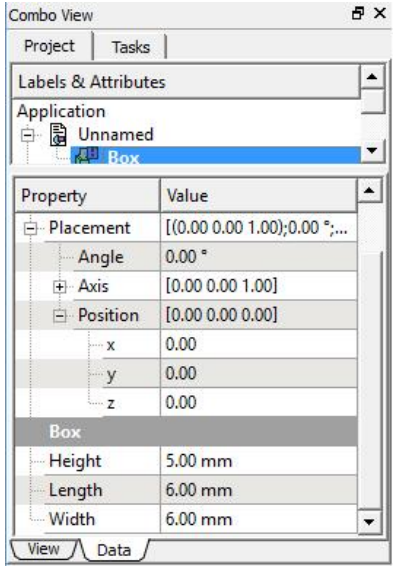 Combo View
Project Tasks
Labels & Attributes
Application
Unnamed
Box
Property Value
Placement [(0.00 0.00 1.00);0.00 °;...
Angle 0.00 °
Axis [0.00 0.00 1.00]
Position [0.00 0.00 0.00]
x 0.00
y 0.00
z 0.00
Box
Height 5.00 mm
Length 6.00 mm
Width 6.00 mm
View Data